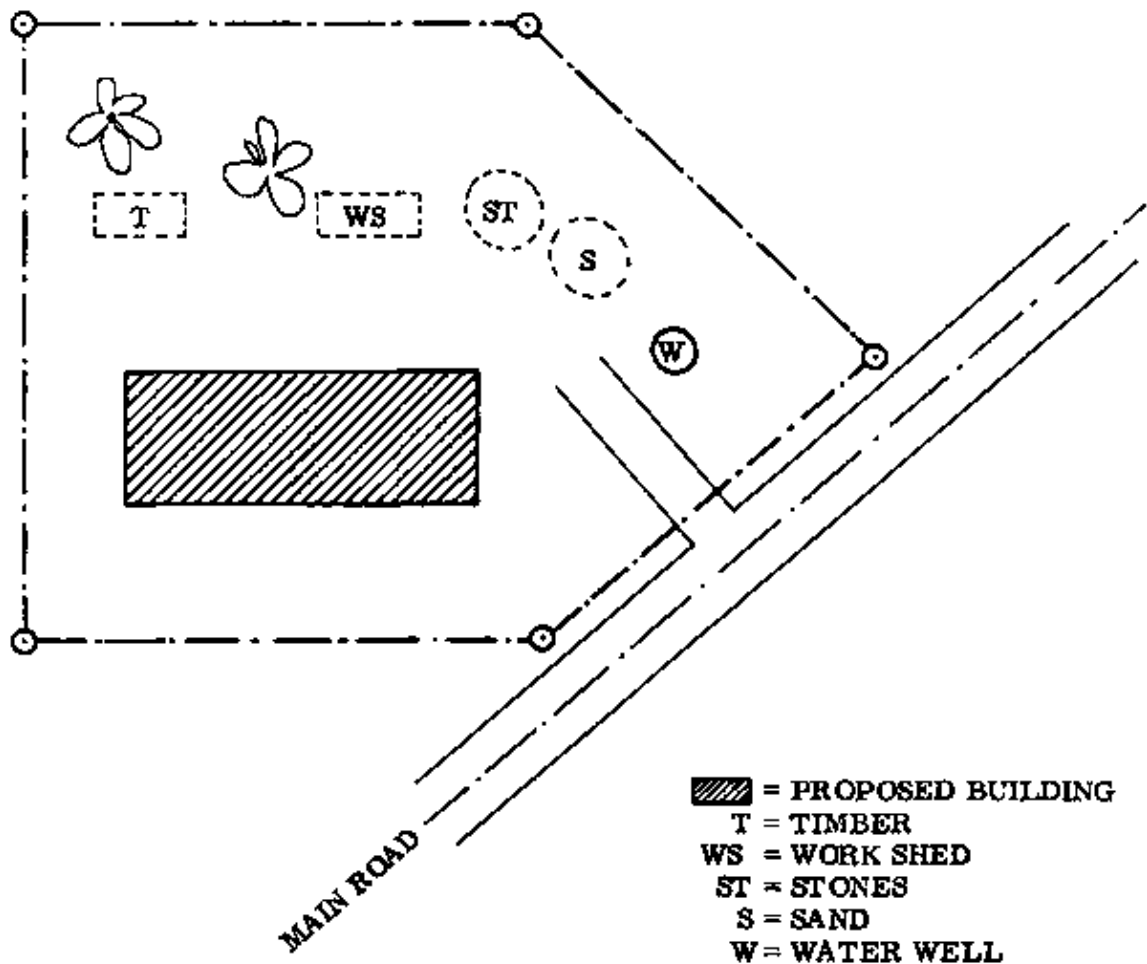 T
WS
ST
S
W
MAIN ROAD
= PROPOSED BUILDING
T = TIMBER
WS = WORK SHED
ST = STONES
S = SAND
W = WATER WELL